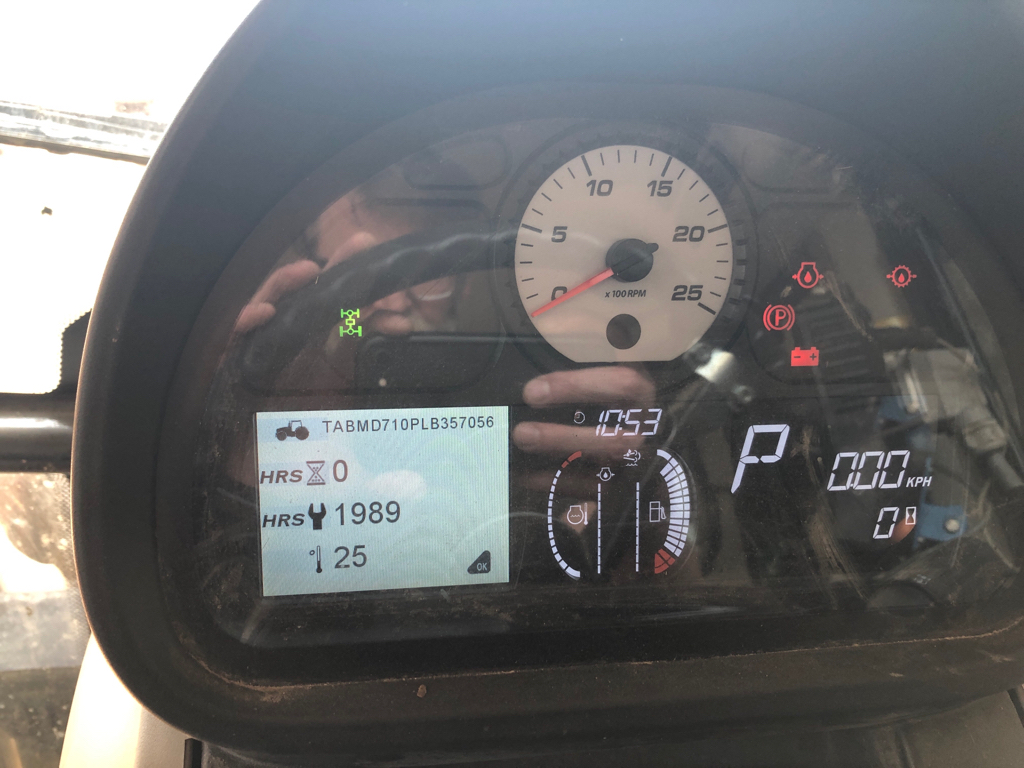 10
15
5
20
0
25
x 100 RPM
P
- +
TABMD710PLB357056
HRS 0
HRS 1989
° 25
OK
10:53
P
0.00 KPH
0